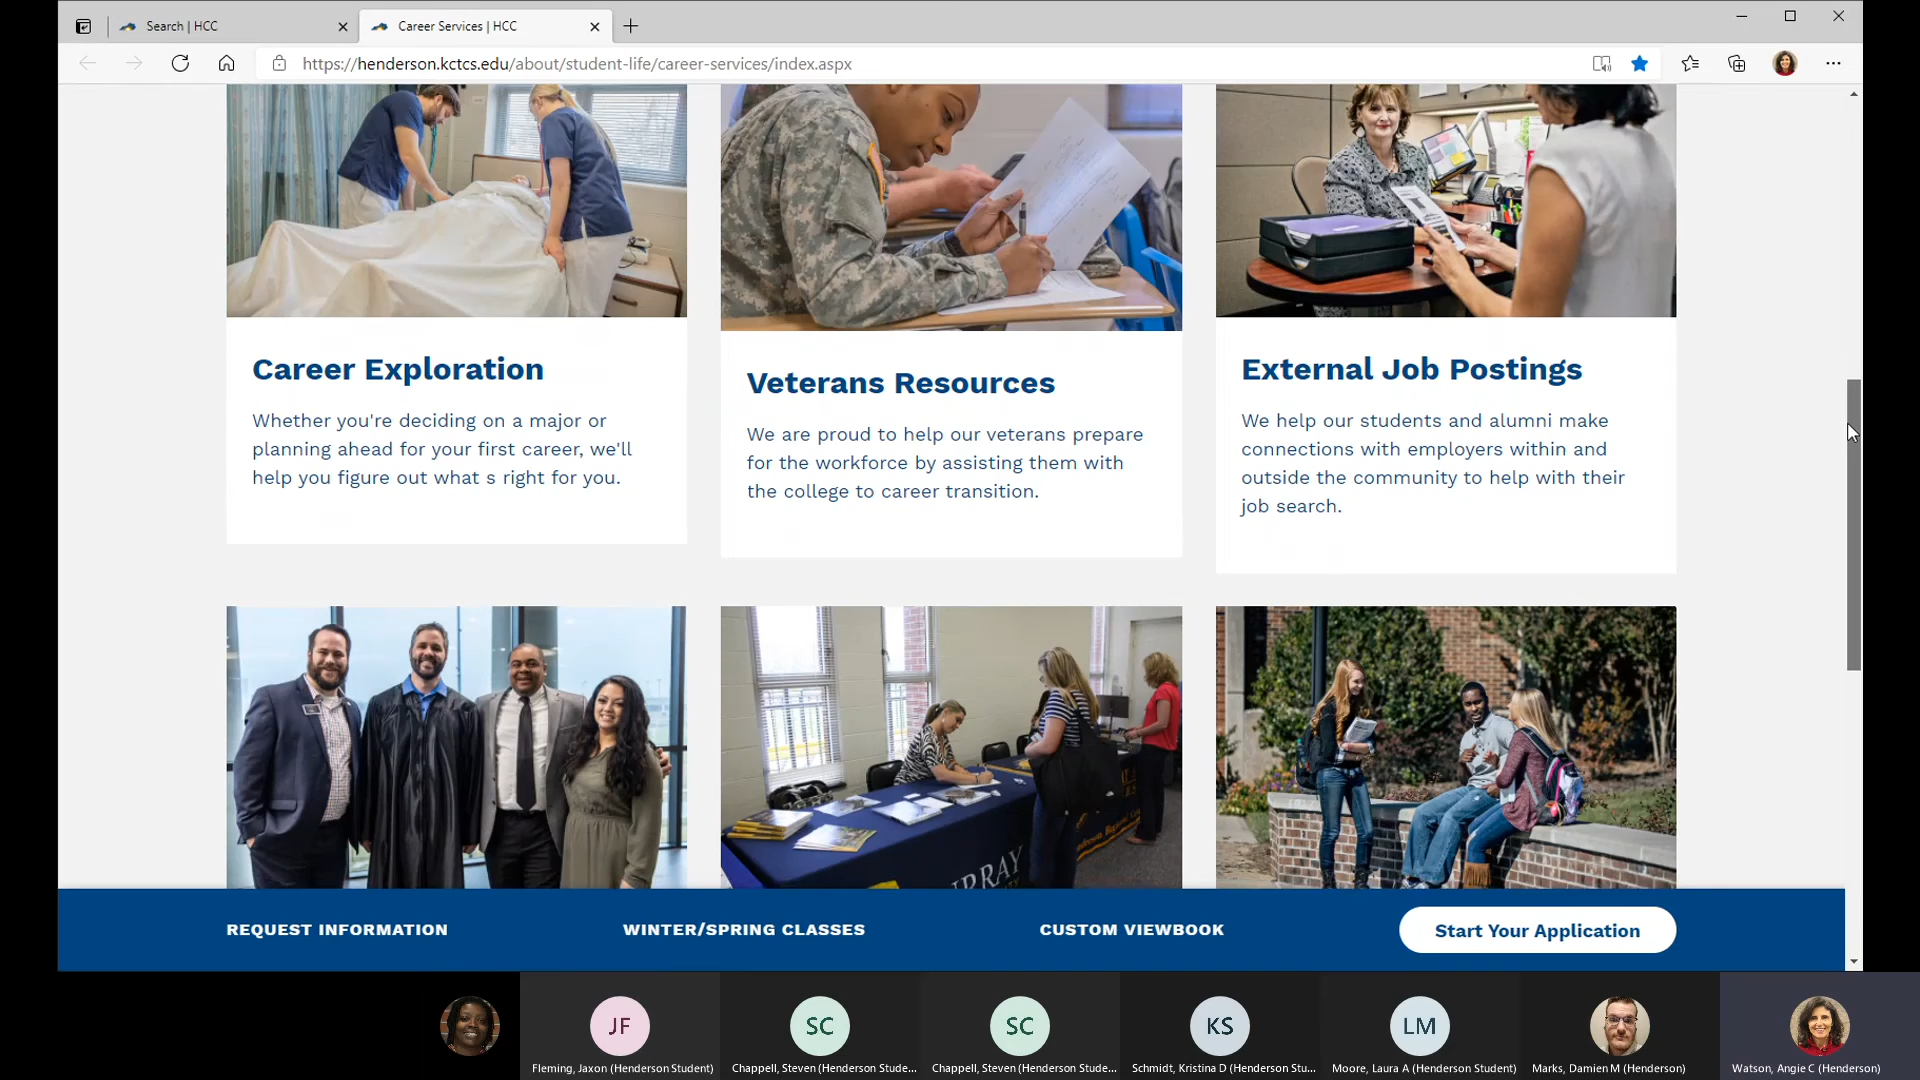 Search | HCC
Career Services | HCC
https://henderson.kctcs.edu/about/student-life/career-services/index.aspx
Career Exploration
Whether you're deciding on a major or
planning ahead for your first career, we'll
help you figure out what s right for you.
Veterans Resources
We are proud to help our veterans prepare
for the workforce by assisting them with
the college to career transition.
External Job Postings
We help our students and alumni make
connections with employers within and
outside the community to help with their
job search.
REQUEST INFORMATION
WINTER/SPRING CLASSES
CUSTOM VIEWBOOK
Start Your Application
JF
SC
SC
KS
LM
Fleming, Jaxon (Henderson Student)
Chappell, Steven (Henderson Stude...
Chappell, Steven (Henderson Stude...
Schmidt, Kristina D (Henderson Stu...
Moore, Laura A (Henderson Student)
Marks, Damien M (Henderson)
Watson, Angie C (Henderson)